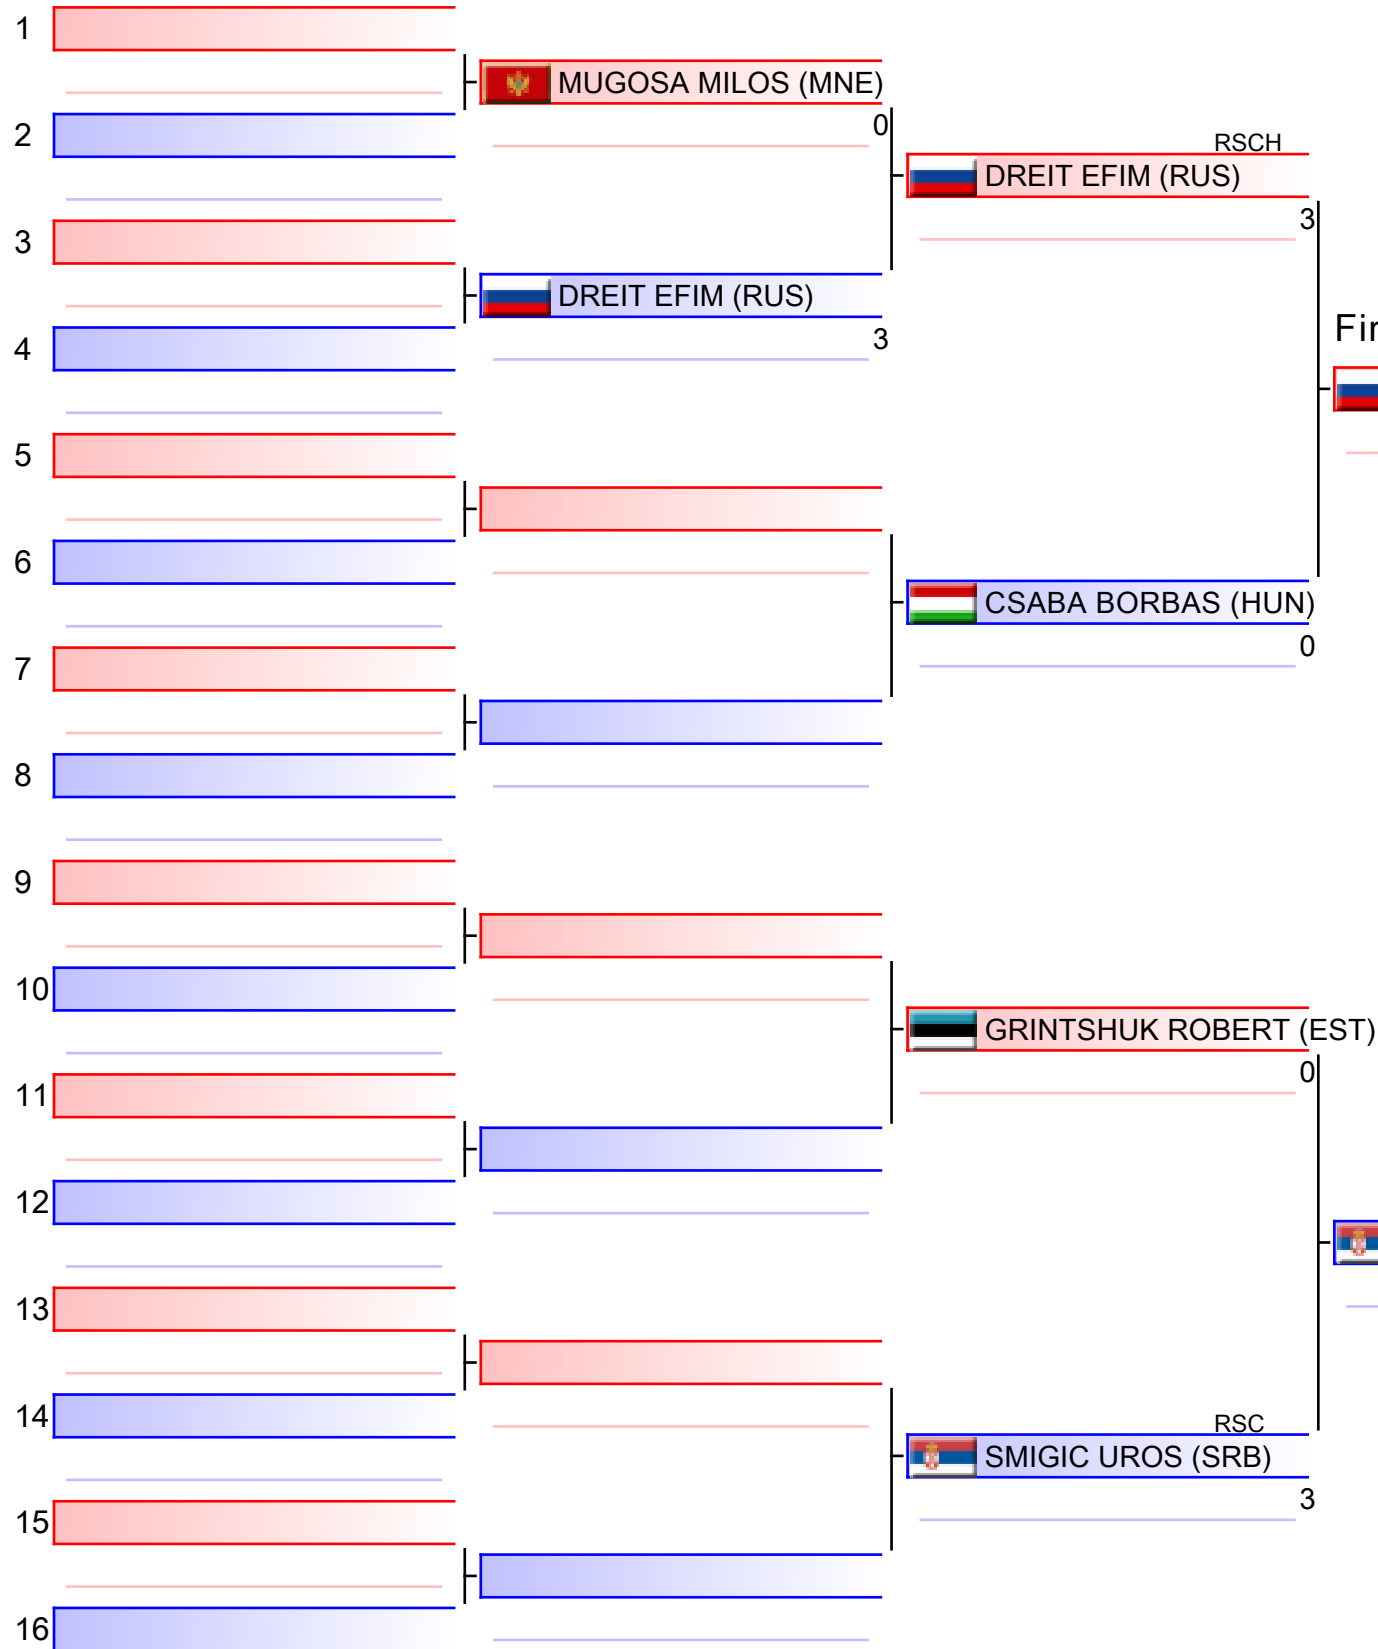 1
MUGOSA MILOS (MNE)
0
2
RSCH
DREIT EFIM (RUS)
3
3
DREIT EFIM (RUS)
3
4
5
6
CSABA BORBAS (HUN)
0
7
8
9
10
GRINTSHUK ROBERT (EST)
0
11
12
13
14
RSC
SMIGIC UROS (SRB)
3
15
16